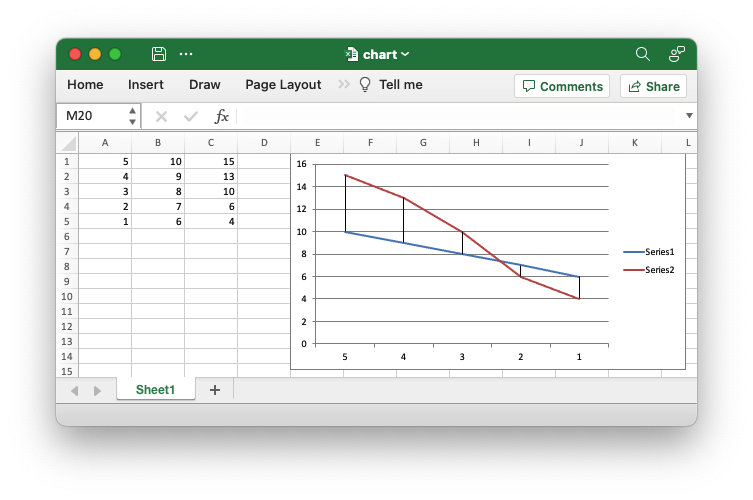 chart
Home Insert Draw Page Layout Tell me Comments Share
M20 fx
A B C D E F G H I J K L
1 5 10 15
2 4 9 13
3 3 8 10
4 2 7 6
5 1 6 4
6
7
8
9
10
11
12
13
14
15
16
14
12
10
8
6
4
2
0
5 4 3 2 1
Series1
Series2
Sheet1 +